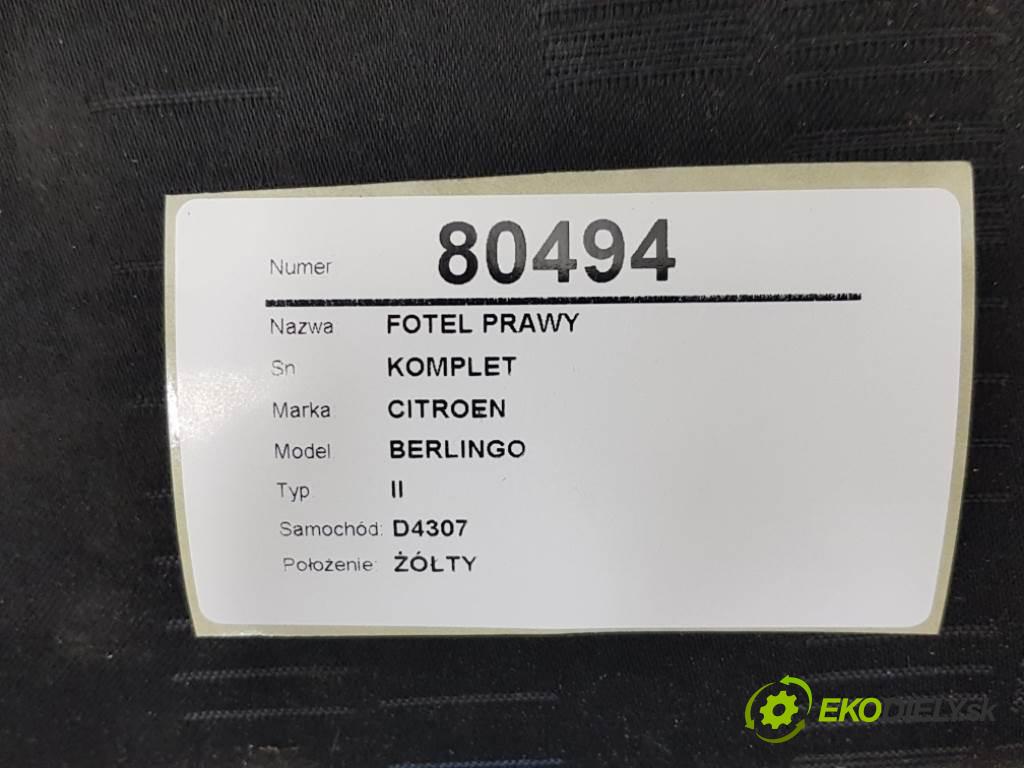 Numer 80494
Nazwa FOTEL PRAWY
Sn KOMPLET
Marka CITROEN
Model BERLINGO
Typ II
Samochód: D4307
Położenie: ŻÓŁTY
EKODIELY.sk